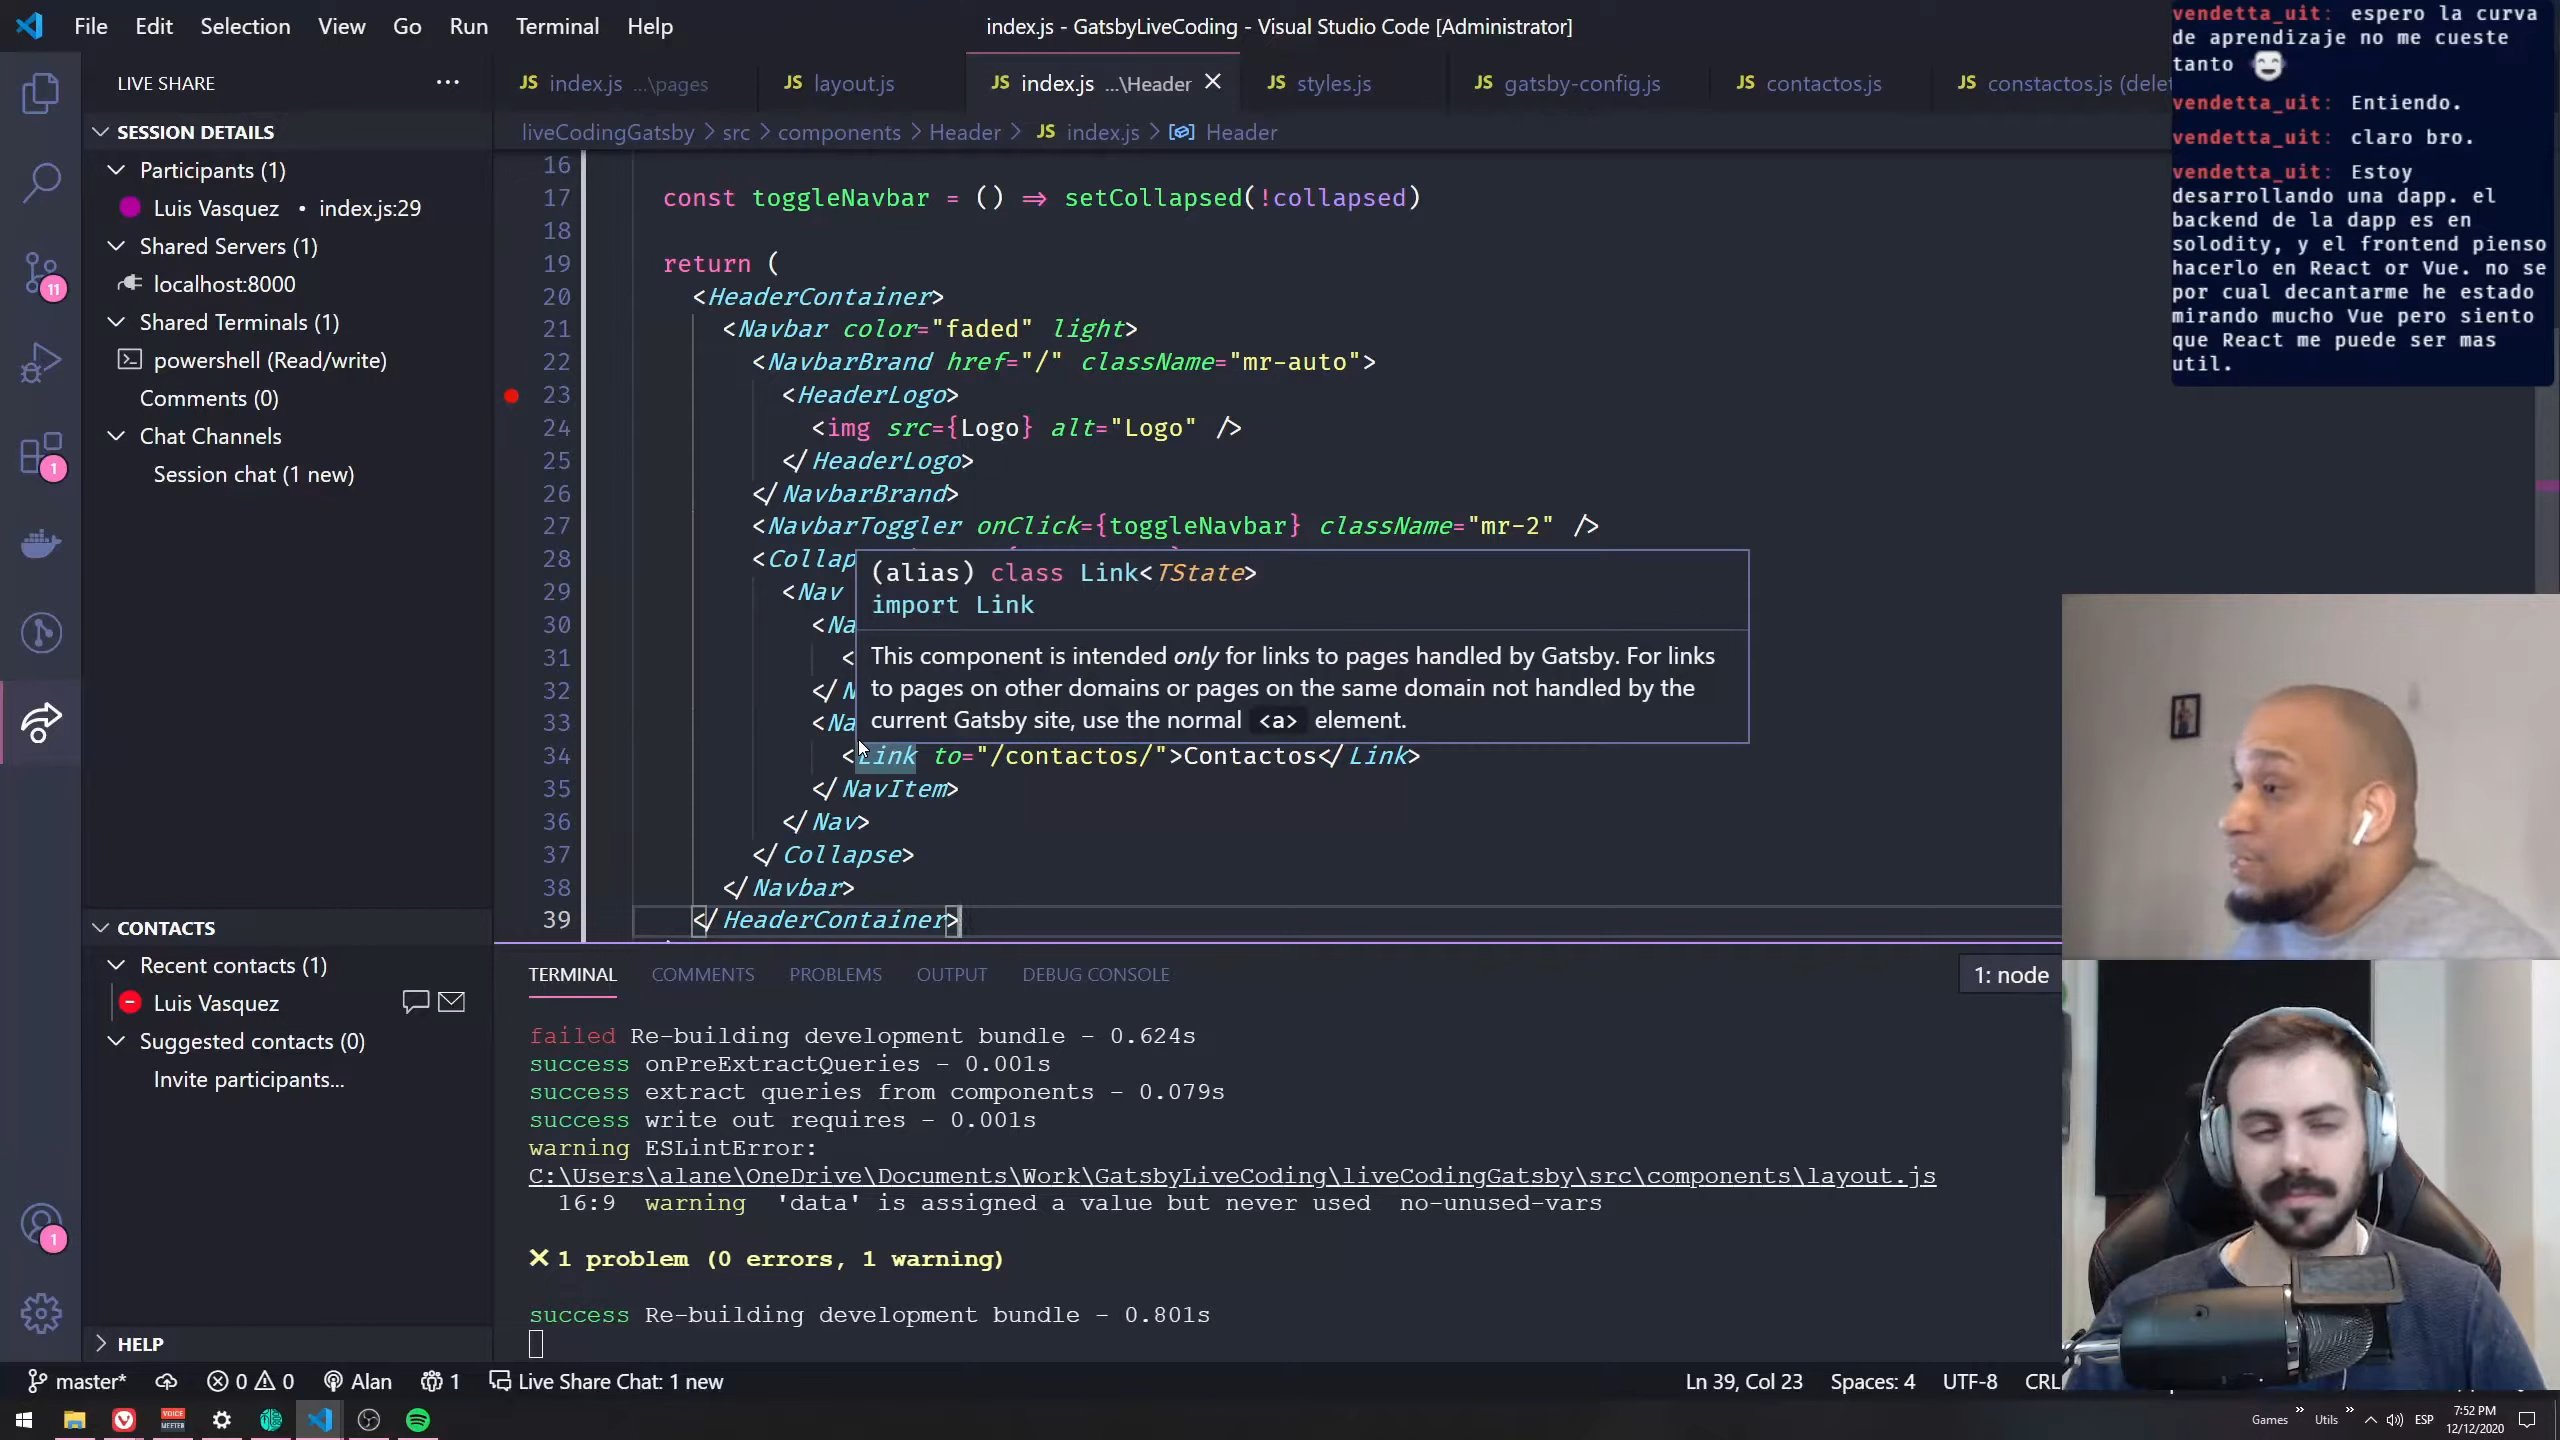 File Edit Selection View Go Run Terminal Help
index.js - GatsbyLiveCoding - Visual Studio Code [Administrator]
LIVE SHARE
SESSION DETAILS
Participants (1)
Luis Vasquez • index.js:29
Shared Servers (1)
localhost:8000
Shared Terminals (1)
powershell (Read/write)
Comments (0)
Chat Channels
Session chat (1 new)
11
1
1
CONTACTS
Recent contacts (1)
Luis Vasquez
Suggested contacts (0)
Invite participants...
HELP
JS index.js ...\pages JS layout.js JS index.js ...\Header JS styles.js JS gatsby-config.js JS contactos.js JS constactos.js (delet
liveCodingGatsby > src > components > Header > JS index.js > Header
16
17 const toggleNavbar = () => setCollapsed(!collapsed)
18
19 return (
20 <HeaderContainer>
21 <Navbar color="faded" light>
22 <NavbarBrand href="/" className="mr-auto">
23 <HeaderLogo>
24 <img src={Logo} alt="Logo" />
25 </HeaderLogo>
26 </NavbarBrand>
27 <NavbarToggler onClick={toggleNavbar} className="mr-2" />
28 <Collap
29 <Nav
30 <Na
31 <
32 </N
33 <Na
34 <Link to="/contactos/">Contactos</Link>
35 </NavItem>
36 </Nav>
37 </Collapse>
38 </Navbar>
39 </HeaderContainer>
(alias) class Link<TState>
import Link
This component is intended only for links to pages handled by Gatsby. For links
to pages on other domains or pages on the same domain not handled by the
current Gatsby site, use the normal <a> element.
TERMINAL COMMENTS PROBLEMS OUTPUT DEBUG CONSOLE
1: node
failed Re-building development bundle - 0.624s
success onPreExtractQueries - 0.001s
success extract queries from components - 0.079s
success write out requires - 0.001s
warning ESLintError:
C:\Users\alane\OneDrive\Documents\Work\GatsbyLiveCoding\liveCodingGatsby\src\components\layout.js
16:9 warning 'data' is assigned a value but never used no-unused-vars
✕ 1 problem (0 errors, 1 warning)
success Re-building development bundle - 0.801s
vendetta_uit: espero la curva
de aprendizaje no me cueste
tanto
vendetta_uit: Entiendo.
vendetta_uit: claro bro.
vendetta_uit: Estoy
desarrollando una dapp. el
backend de la dapp es en
solodity, y el frontend pienso
hacerlo en React or Vue. no se
por cual decantarme he estado
mirando mucho Vue pero siento
que React me puede ser mas
util.
master* 0 0 Alan 1 Live Share Chat: 1 new
Ln 39, Col 23 Spaces: 4 UTF-8 CRL
VOICE
MEETER
Games » Utils » ESP
7:52 PM
12/12/2020